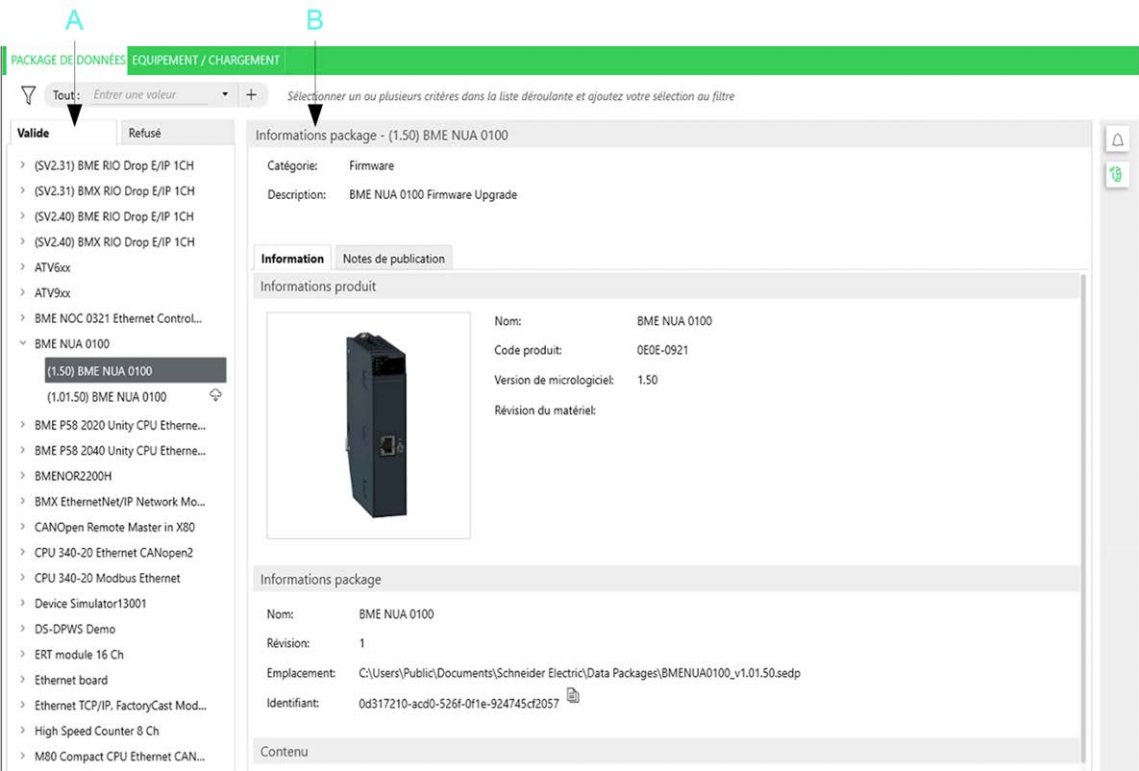 A B
PACKAGE DE DONNÉES EQUIPEMENT / CHARGEMENT
Tout : Entrer une valeur + Sélectionner un ou plusieurs critères dans la liste déroulante et ajoutez votre sélection au filtre
Valide Refusé
(SV2.31) BME RIO Drop E/IP 1CH
(SV2.31) BMX RIO Drop E/IP 1CH
(SV2.40) BME RIO Drop E/IP 1CH
(SV2.40) BMX RIO Drop E/IP 1CH
ATV6xx
ATV9xx
BME NOC 0321 Ethernet Control...
BME NUA 0100
(1.50) BME NUA 0100
(1.01.50) BME NUA 0100
BME P58 2020 Unity CPU Etherne...
BME P58 2040 Unity CPU Etherne...
BMENOR2200H
BMX EthernetNet/IP Network Mo...
CANOpen Remote Master in X80
CPU 340-20 Ethernet CANopen2
CPU 340-20 Modbus Ethernet
Device Simulator13001
DS-DPWS Demo
ERT module 16 Ch
Ethernet board
Ethernet TCP/IP, FactoryCast Mod...
High Speed Counter 8 Ch
M80 Compact CPU Ethernet CAN...
Informations package - (1.50) BME NUA 0100
Catégorie: Firmware
Description: BME NUA 0100 Firmware Upgrade
Information Notes de publication
Informations produit
Nom: BME NUA 0100
Code produit: 0E0E-0921
Version de micrologiciel: 1.50
Révision du matériel:
Informations package
Nom: BME NUA 0100
Révision: 1
Emplacement: C:\Users\Public\Documents\Schneider Electric\Data Packages\BMENUA0100_v1.01.50.sedp
Identifiant: 0d317210-acd0-526f-0f1e-924745cf2057
Contenu